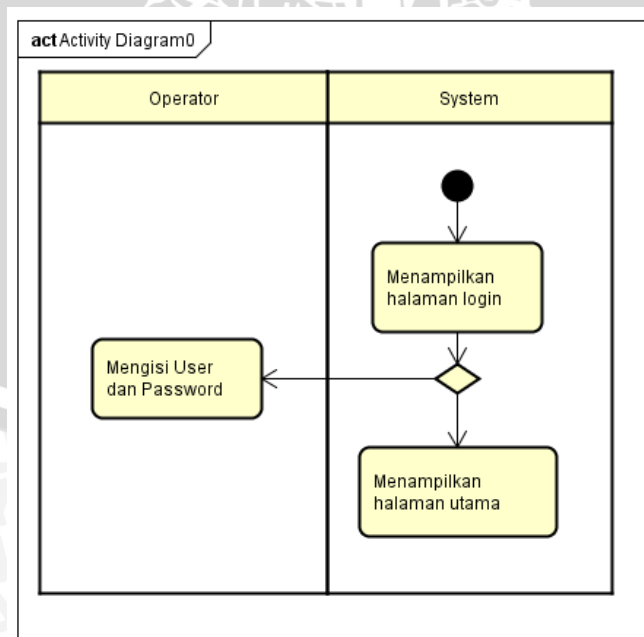 act Activity Diagram0
Operator
System
Menampilkan
halaman login
Mengisi User
dan Password
Menampilkan
halaman utama